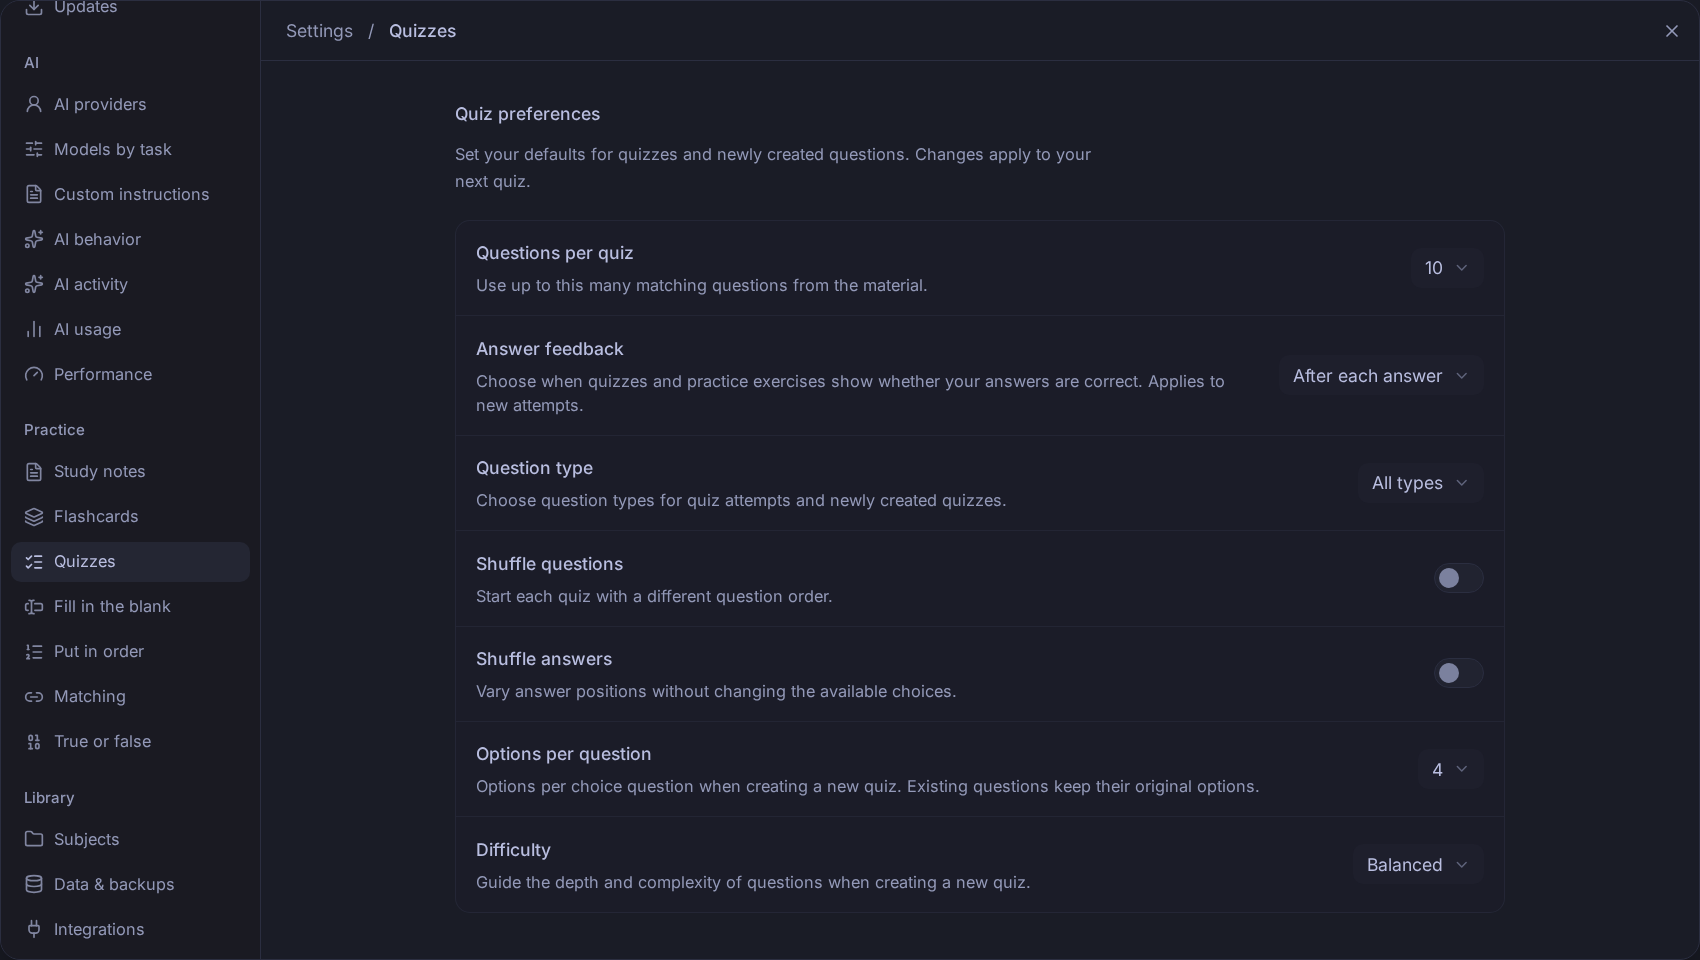 Updates
AI
AI providers
Models by task
Custom instructions
AI behavior
AI activity
AI usage
Performance
Practice
Study notes
Flashcards
Quizzes
Fill in the blank
Put in order
Matching
True or false
Library
Subjects
Data & backups
Integrations
Settings / Quizzes
Quiz preferences
Set your defaults for quizzes and newly created questions. Changes apply to your
next quiz.
Questions per quiz
Use up to this many matching questions from the material.
10
Answer feedback
Choose when quizzes and practice exercises show whether your answers are correct. Applies to
new attempts.
After each answer
Question type
Choose question types for quiz attempts and newly created quizzes.
All types
Shuffle questions
Start each quiz with a different question order.
Shuffle answers
Vary answer positions without changing the available choices.
Options per question
Options per choice question when creating a new quiz. Existing questions keep their original options.
4
Difficulty
Guide the depth and complexity of questions when creating a new quiz.
Balanced